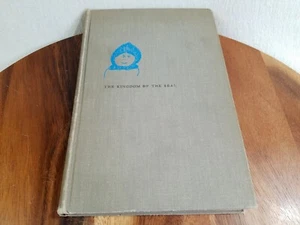 THE KINGDOM OF THE SEAL